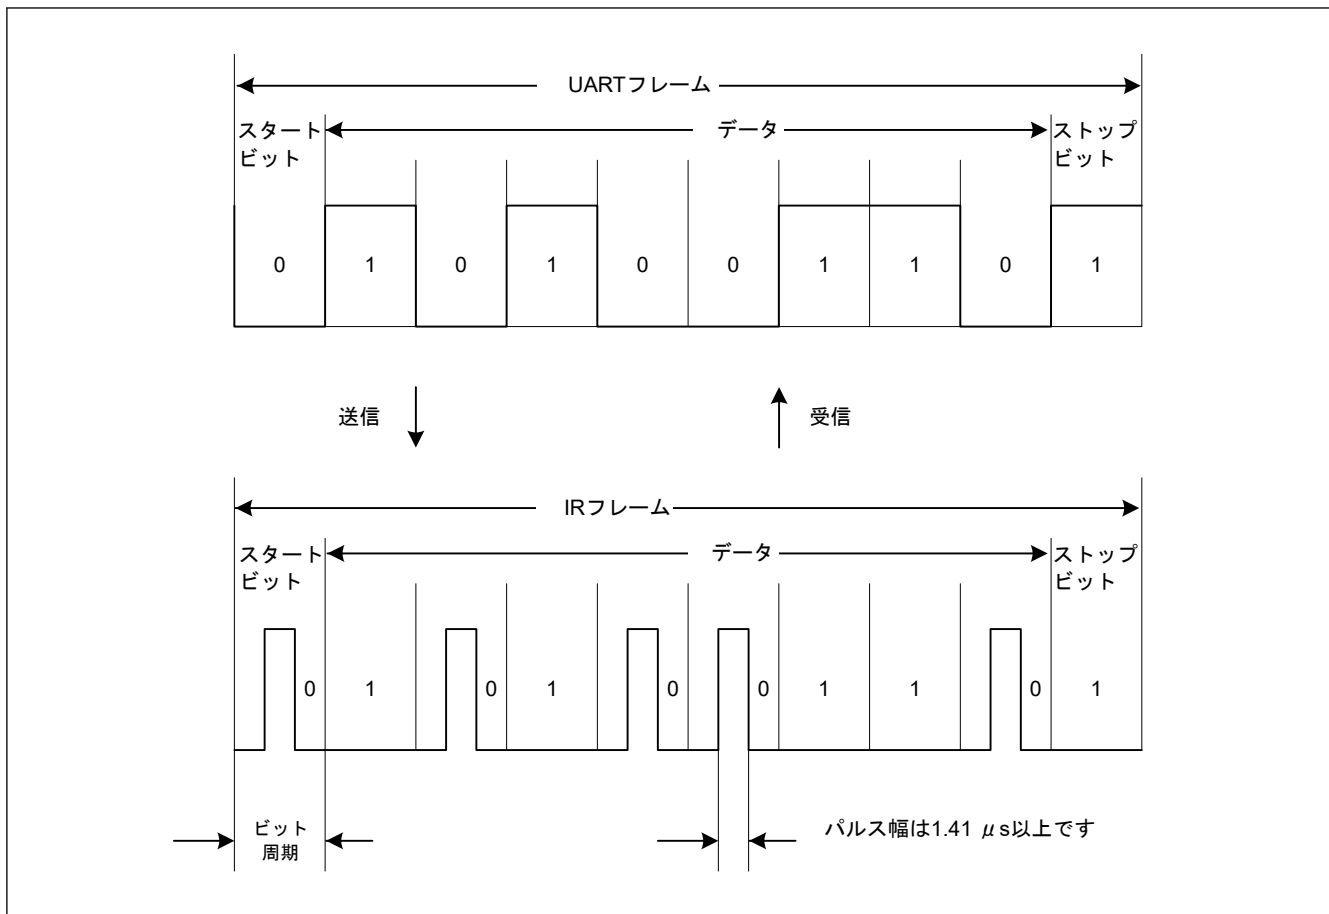 UARTフレーム
スタート
ビット
データ
ストップ
ビット
0 1 0 1 0 0 1 1 0 1
送信
受信
IRフレーム
スタート
ビット
データ
ストップ
ビット
0 1 0 1 0 0 1 1 0 1
ビット
周期
パルス幅は1.41 μs以上です